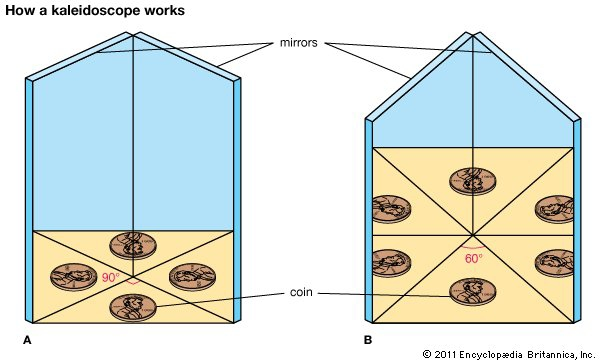 How a kaleidoscope works
mirrors
90°
60°
coin
A
B
© 2011 Encyclopædia Britannica, Inc.